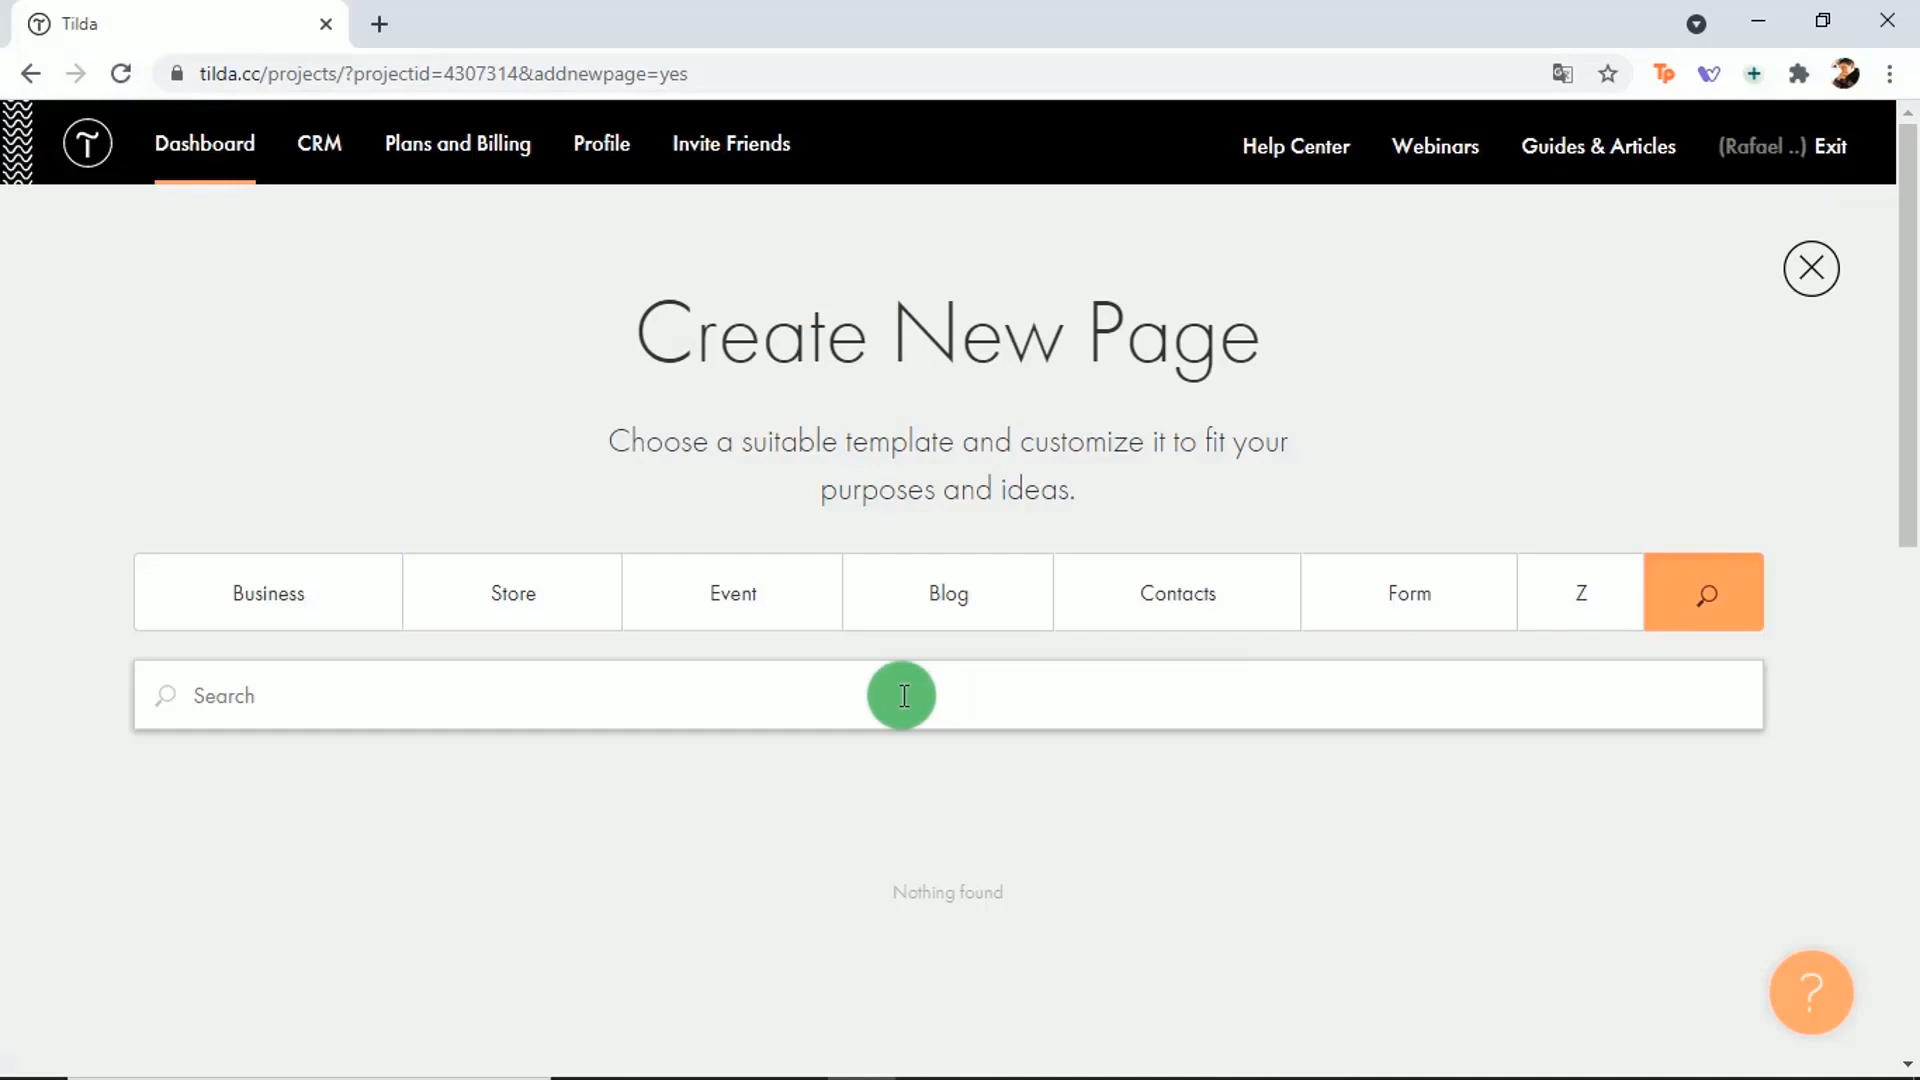 Tilda
tilda.cc/projects/?projectid=4307314&addnewpage=yes
Dashboard
CRM
Plans and Billing
Profile
Invite Friends
Help Center
Webinars
Guides & Articles
(Rafael ..) Exit
Create New Page
Choose a suitable template and customize it to fit your
purposes and ideas.
Business
Store
Event
Blog
Contacts
Form
Z
Search
Nothing found
?